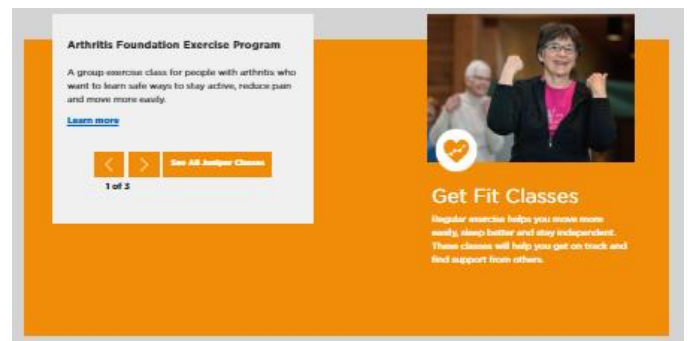 Arthritis Foundation Exercise Program
A group exercise class for people with arthritis who
want to learn safe ways to stay active, reduce pain
and move more easily.
Learn more
See All Juniper Classes
1 of 3
Get Fit Classes
Regular exercise helps you move more
easily, sleep better and stay independent.
These classes will help you get on track and
find support from others.